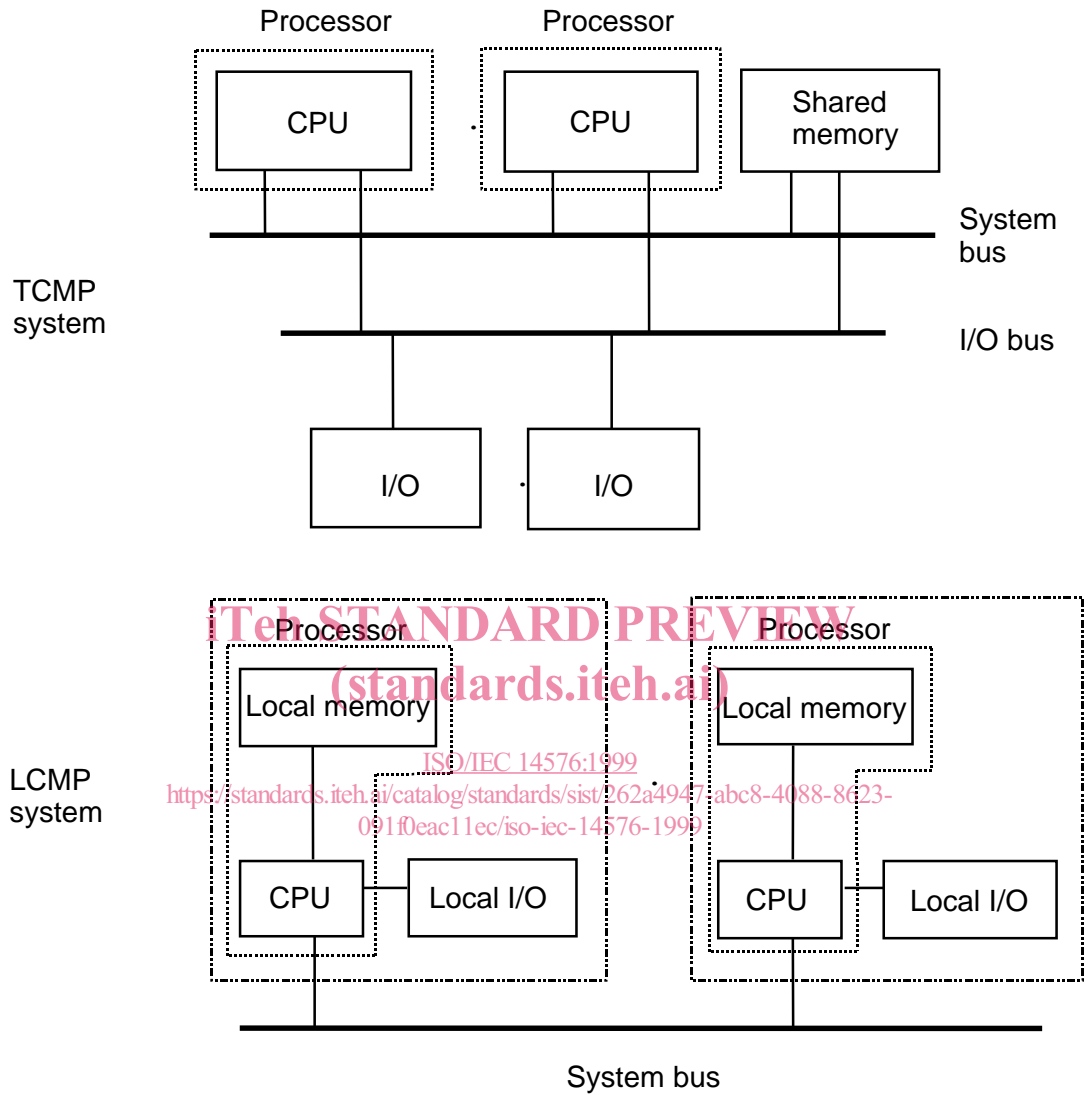 Processor
Processor
CPU
CPU
Shared
memory
System
bus
TCMP
system
I/O bus
I/O
I/O
iTeh STANDARD PREVIEW
Processor
Processor
(standards.iteh.ai)
Local memory
Local memory
ISO/IEC 14576:1999
LCMP
system
https://standards.iteh.ai/catalog/standards/sist/262a4947-abc8-4088-8623-
091f0eac11ec/iso-iec-14576-1999
CPU
Local I/O
CPU
Local I/O
System bus